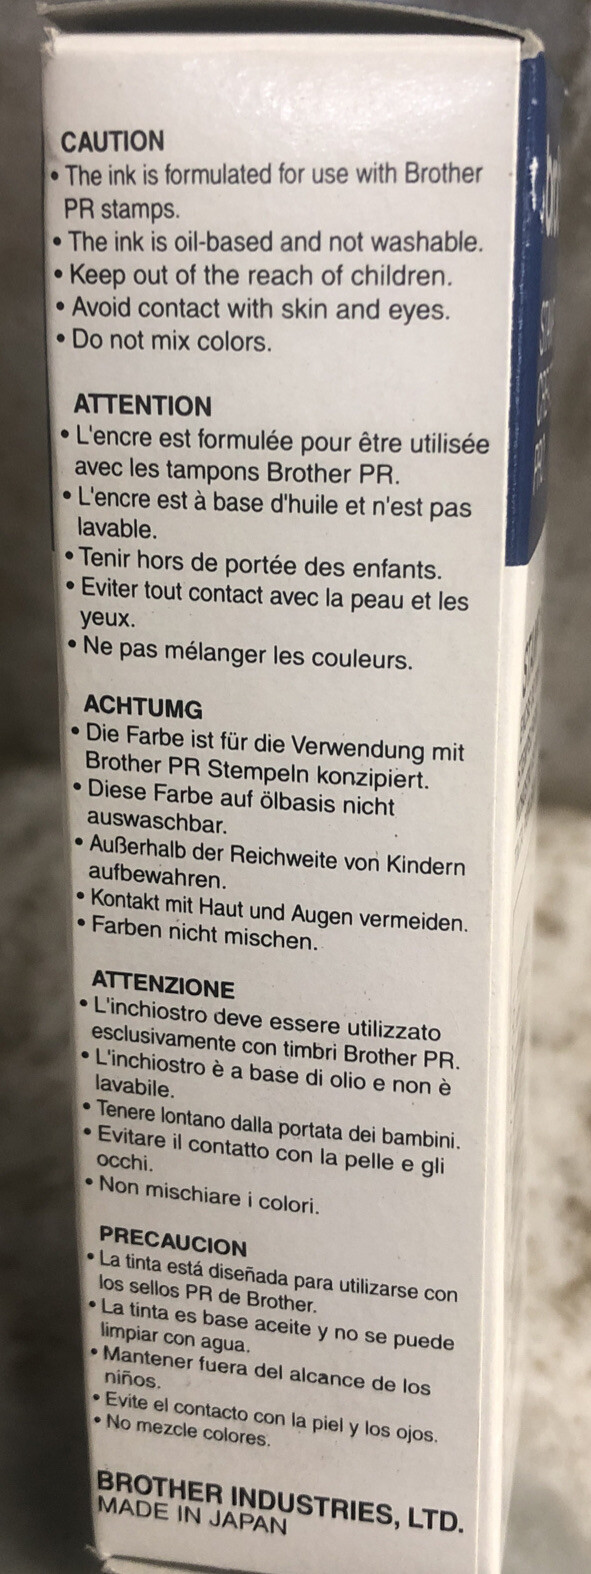 CAUTION
• The ink is formulated for use with Brother
PR stamps.
• The ink is oil-based and not washable.
• Keep out of the reach of children.
• Avoid contact with skin and eyes.
• Do not mix colors.
ATTENTION
• L'encre est formulée pour être utilisée
avec les tampons Brother PR.
• L'encre est à base d'huile et n'est pas
lavable.
• Tenir hors de portée des enfants.
• Eviter tout contact avec la peau et les
yeux.
• Ne pas mélanger les couleurs.
ACHTUMG
• Die Farbe ist für die Verwendung mit
Brother PR Stempeln konzipiert.
• Diese Farbe auf ölbasis nicht
auswaschbar.
• Außerhalb der Reichweite von Kindern
aufbewahren.
• Kontakt mit Haut und Augen vermeiden.
• Farben nicht mischen.
ATTENZIONE
• L'inchiostro deve essere utilizzato
esclusivamente con timbri Brother PR.
• L'inchiostro è a base di olio e non è
lavabile.
• Tenere lontano dalla portata dei bambini.
• Evitare il contatto con la pelle e gli
occhi.
• Non mischiare i colori.
PRECAUCION
• La tinta está diseñada para utilizarse con
los sellos PR de Brother.
• La tinta es base aceite y no se puede
limpiar con agua.
• Mantener fuera del alcance de los
niños.
• Evite el contacto con la piel y los ojos.
• No mezcle colores.
BROTHER INDUSTRIES, LTD.
MADE IN JAPAN